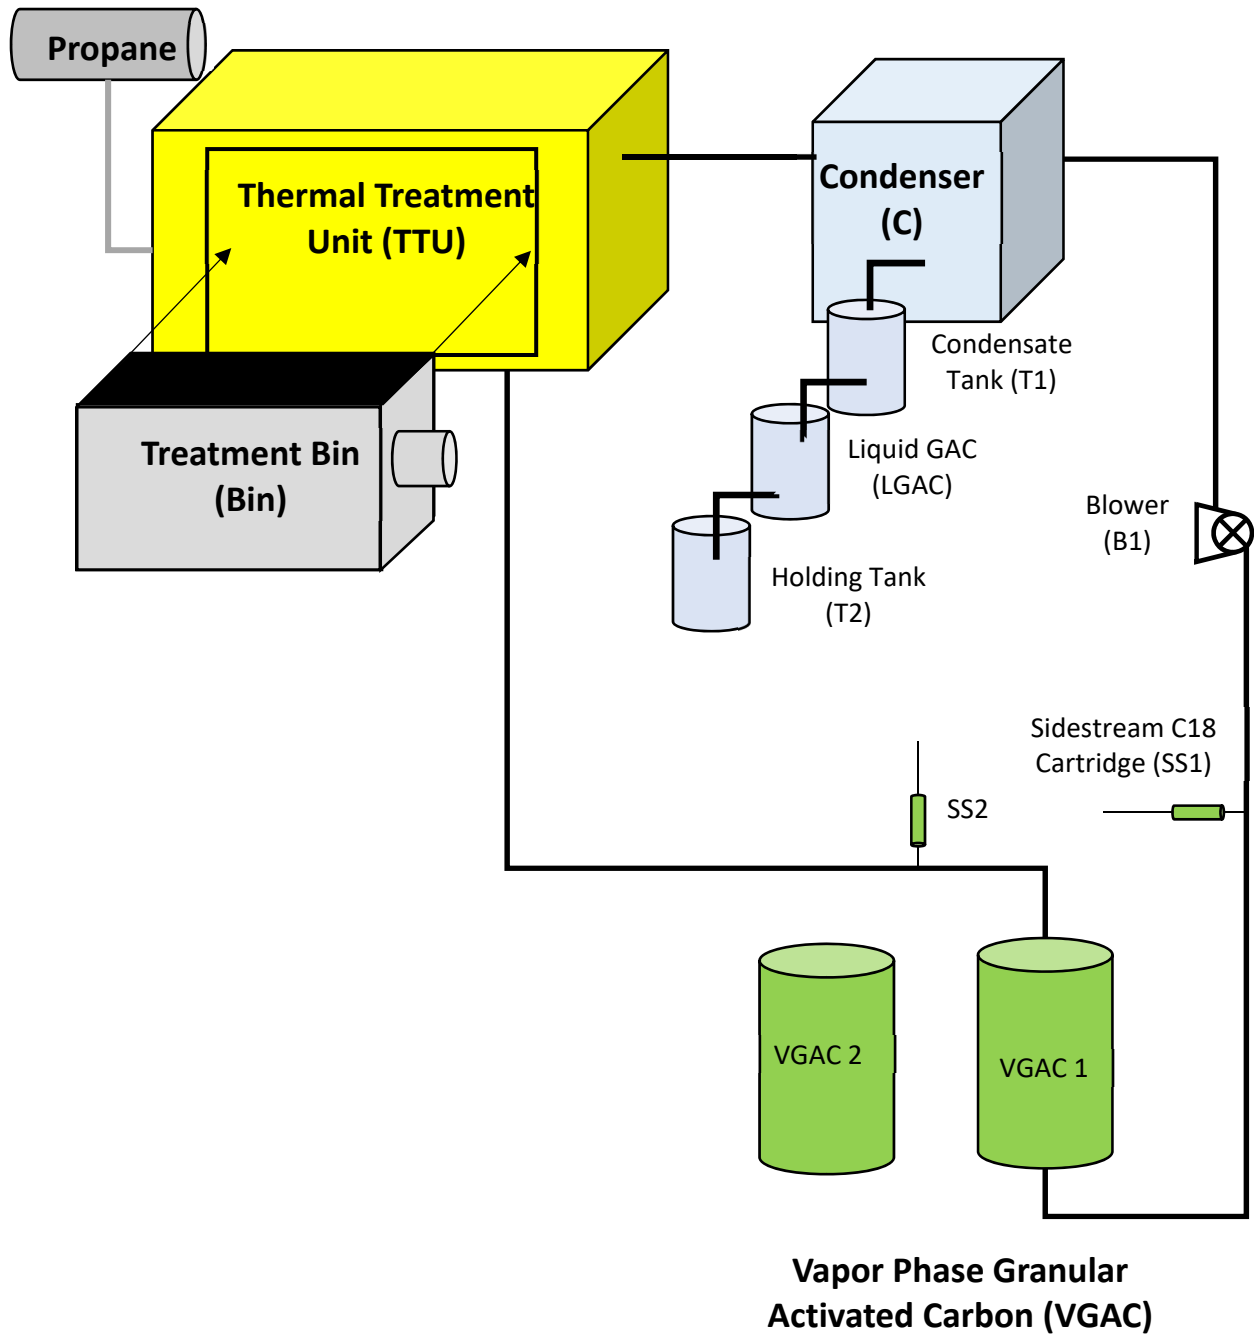 Propane
Thermal Treatment
Unit (TTU)
Condenser
(C)
Condensate
Tank (T1)
Treatment Bin
(Bin)
Liquid GAC
(LGAC)
Blower
(B1)
Holding Tank
(T2)
Sidestream C18
Cartridge (SS1)
SS2
VGAC 2
VGAC 1
Vapor Phase Granular
Activated Carbon (VGAC)